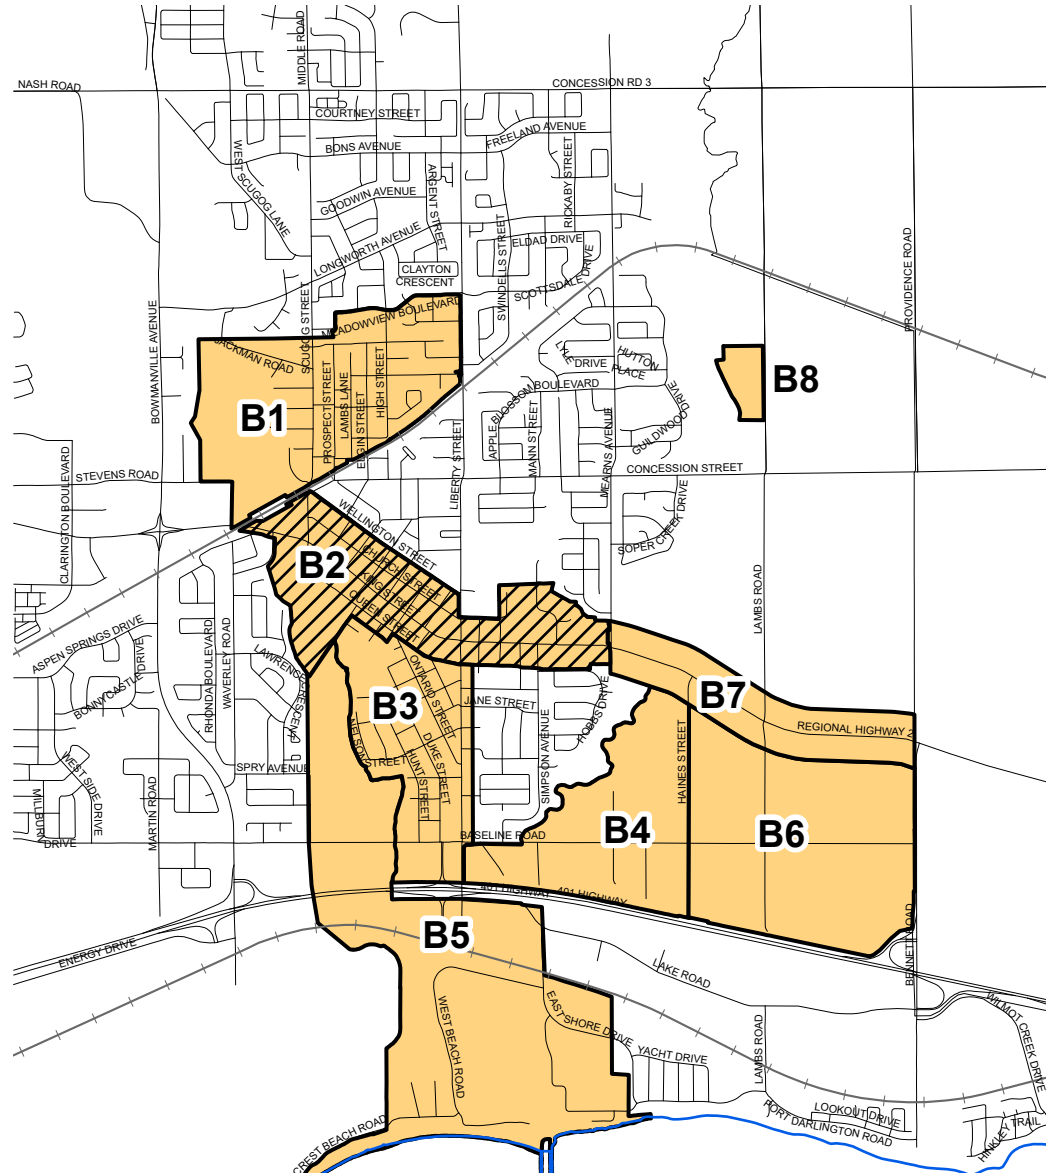 MIDDLE ROAD
NASH ROAD
CONCESSION RD 3
COURTNEY STREET
FREELAND AVENUE
BONS AVENUE
WEST SCUGOG LANE
ARGENT STREET
RICKABY STREET
GOODWIN AVENUE
SWINDELLS STREET
LONGWORTH AVENUE
ELDAD DRIVE
PROVIDENCE ROAD
CLAYTON
CRESCENT
SCOTTSDALE DRIVE
BOWMANVILLE AVENUE
SCUGOG STREET
MEADOWVIEW BOULEVARD
JACKMAN ROAD
LYLE
DRIVE
HUTTON
PLACE
B8
PROSPECT STREET
LAMBS LANE
ELGIN STREET
HIGH STREET
BLOSSOM
BOULEVARD
APPLE
MANN STREET
GUILDWOOD DRIVE
B1
LIBERTY STREET
MEARNS AVENUE
CONCESSION STREET
CLARINGTON BOULEVARD
STEVENS ROAD
WELLINGTON STREET
SOPER CREEK DRIVE
B2
CHURCH STREET
KING STREET
QUEEN STREET
LAMBS ROAD
ASPEN SPRINGS DRIVE
BONNYCASTLE DRIVE
RHONDA BOULEVARD
WAVERLEY ROAD
LAWRENCE CRESCENT
ONTARIO STREET
B3
JANE STREET
HOBBS DRIVE
B7
REGIONAL HIGHWAY 2
NELSON STREET
HUNT STREET
DUKE STREET
SIMPSON AVENUE
HAINES STREET
WEST SIDE DRIVE
SPRY AVENUE
MILLBURN
DRIVE
MARTIN ROAD
BASELINE ROAD
B4
B6
401 HIGHWAY
401 HIGHWAY
B5
BENNETT ROAD
ENERGY DRIVE
LAKE ROAD
WEST BEACH ROAD
EAST SHORE DRIVE
YACHT DRIVE
LAMBS ROAD
WILMOT CREEK DRIVE
LOOKOUT DRIVE
PORT DARLINGTON ROAD
HINKLEY TRAIL
CREST BEACH ROAD